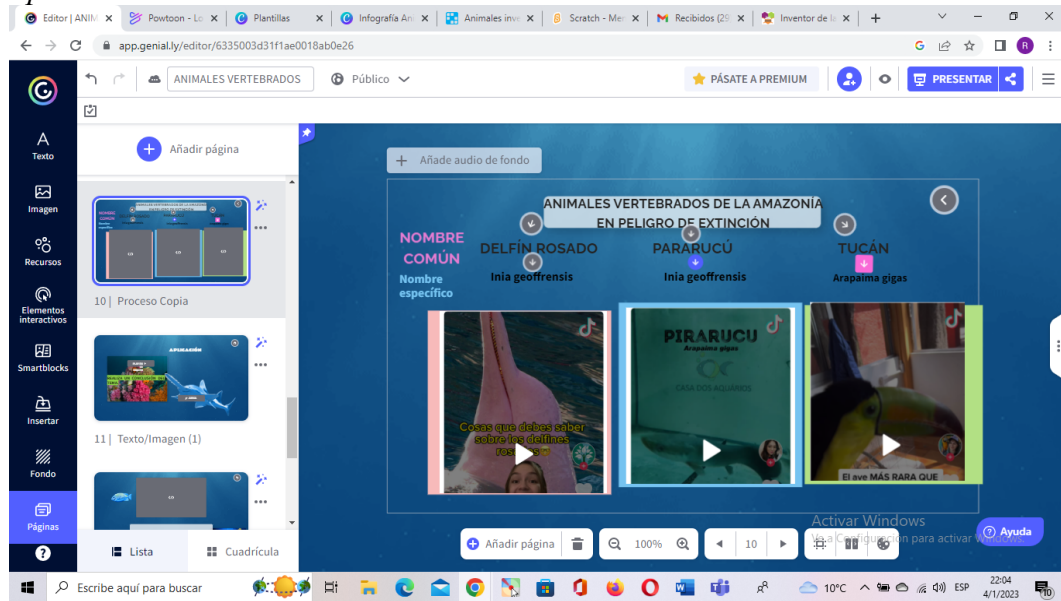 Editor | ANIM
Powtoon - Lo
Plantillas
Infografía An
Animales inve
Scratch - Mer
Recibidos (29
Inventor de la
app.genial.ly/editor/6335003d31f1ae0018ab0e26
ANIMALES VERTEBRADOS
Público
PÁSATE A PREMIUM
PRESENTAR
Texto
Imagen
Recursos
Elementos
interactivos
Smartblocks
Insertar
Fondo
Páginas
Añadir página
10 | Proceso Copia
APLICACIÓN
11 | Texto/Imagen (1)
Lista
Cuadrícula
Añade audio de fondo
ANIMALES VERTEBRADOS DE LA AMAZONÍA
EN PELIGRO DE EXTINCIÓN
NOMBRE
COMÚN
DELFÍN ROSADO
PARARUCÚ
TUCÁN
Nombre
específico
Inia geoffrensis
Inia geoffrensis
Arapaima gigas
Cosas que debes saber
sobre los delfines
rosados
PIRARUCU
Arapaima gigas
CASA DOS AQUÁRIOS
El ave MÁS RARA QUE
Activar Windows
Ve a Configuración para activar Windows.
Ayuda
Añadir página
100%
10
Escribe aquí para buscar
10°C
ESP
22:04
4/1/2023
10